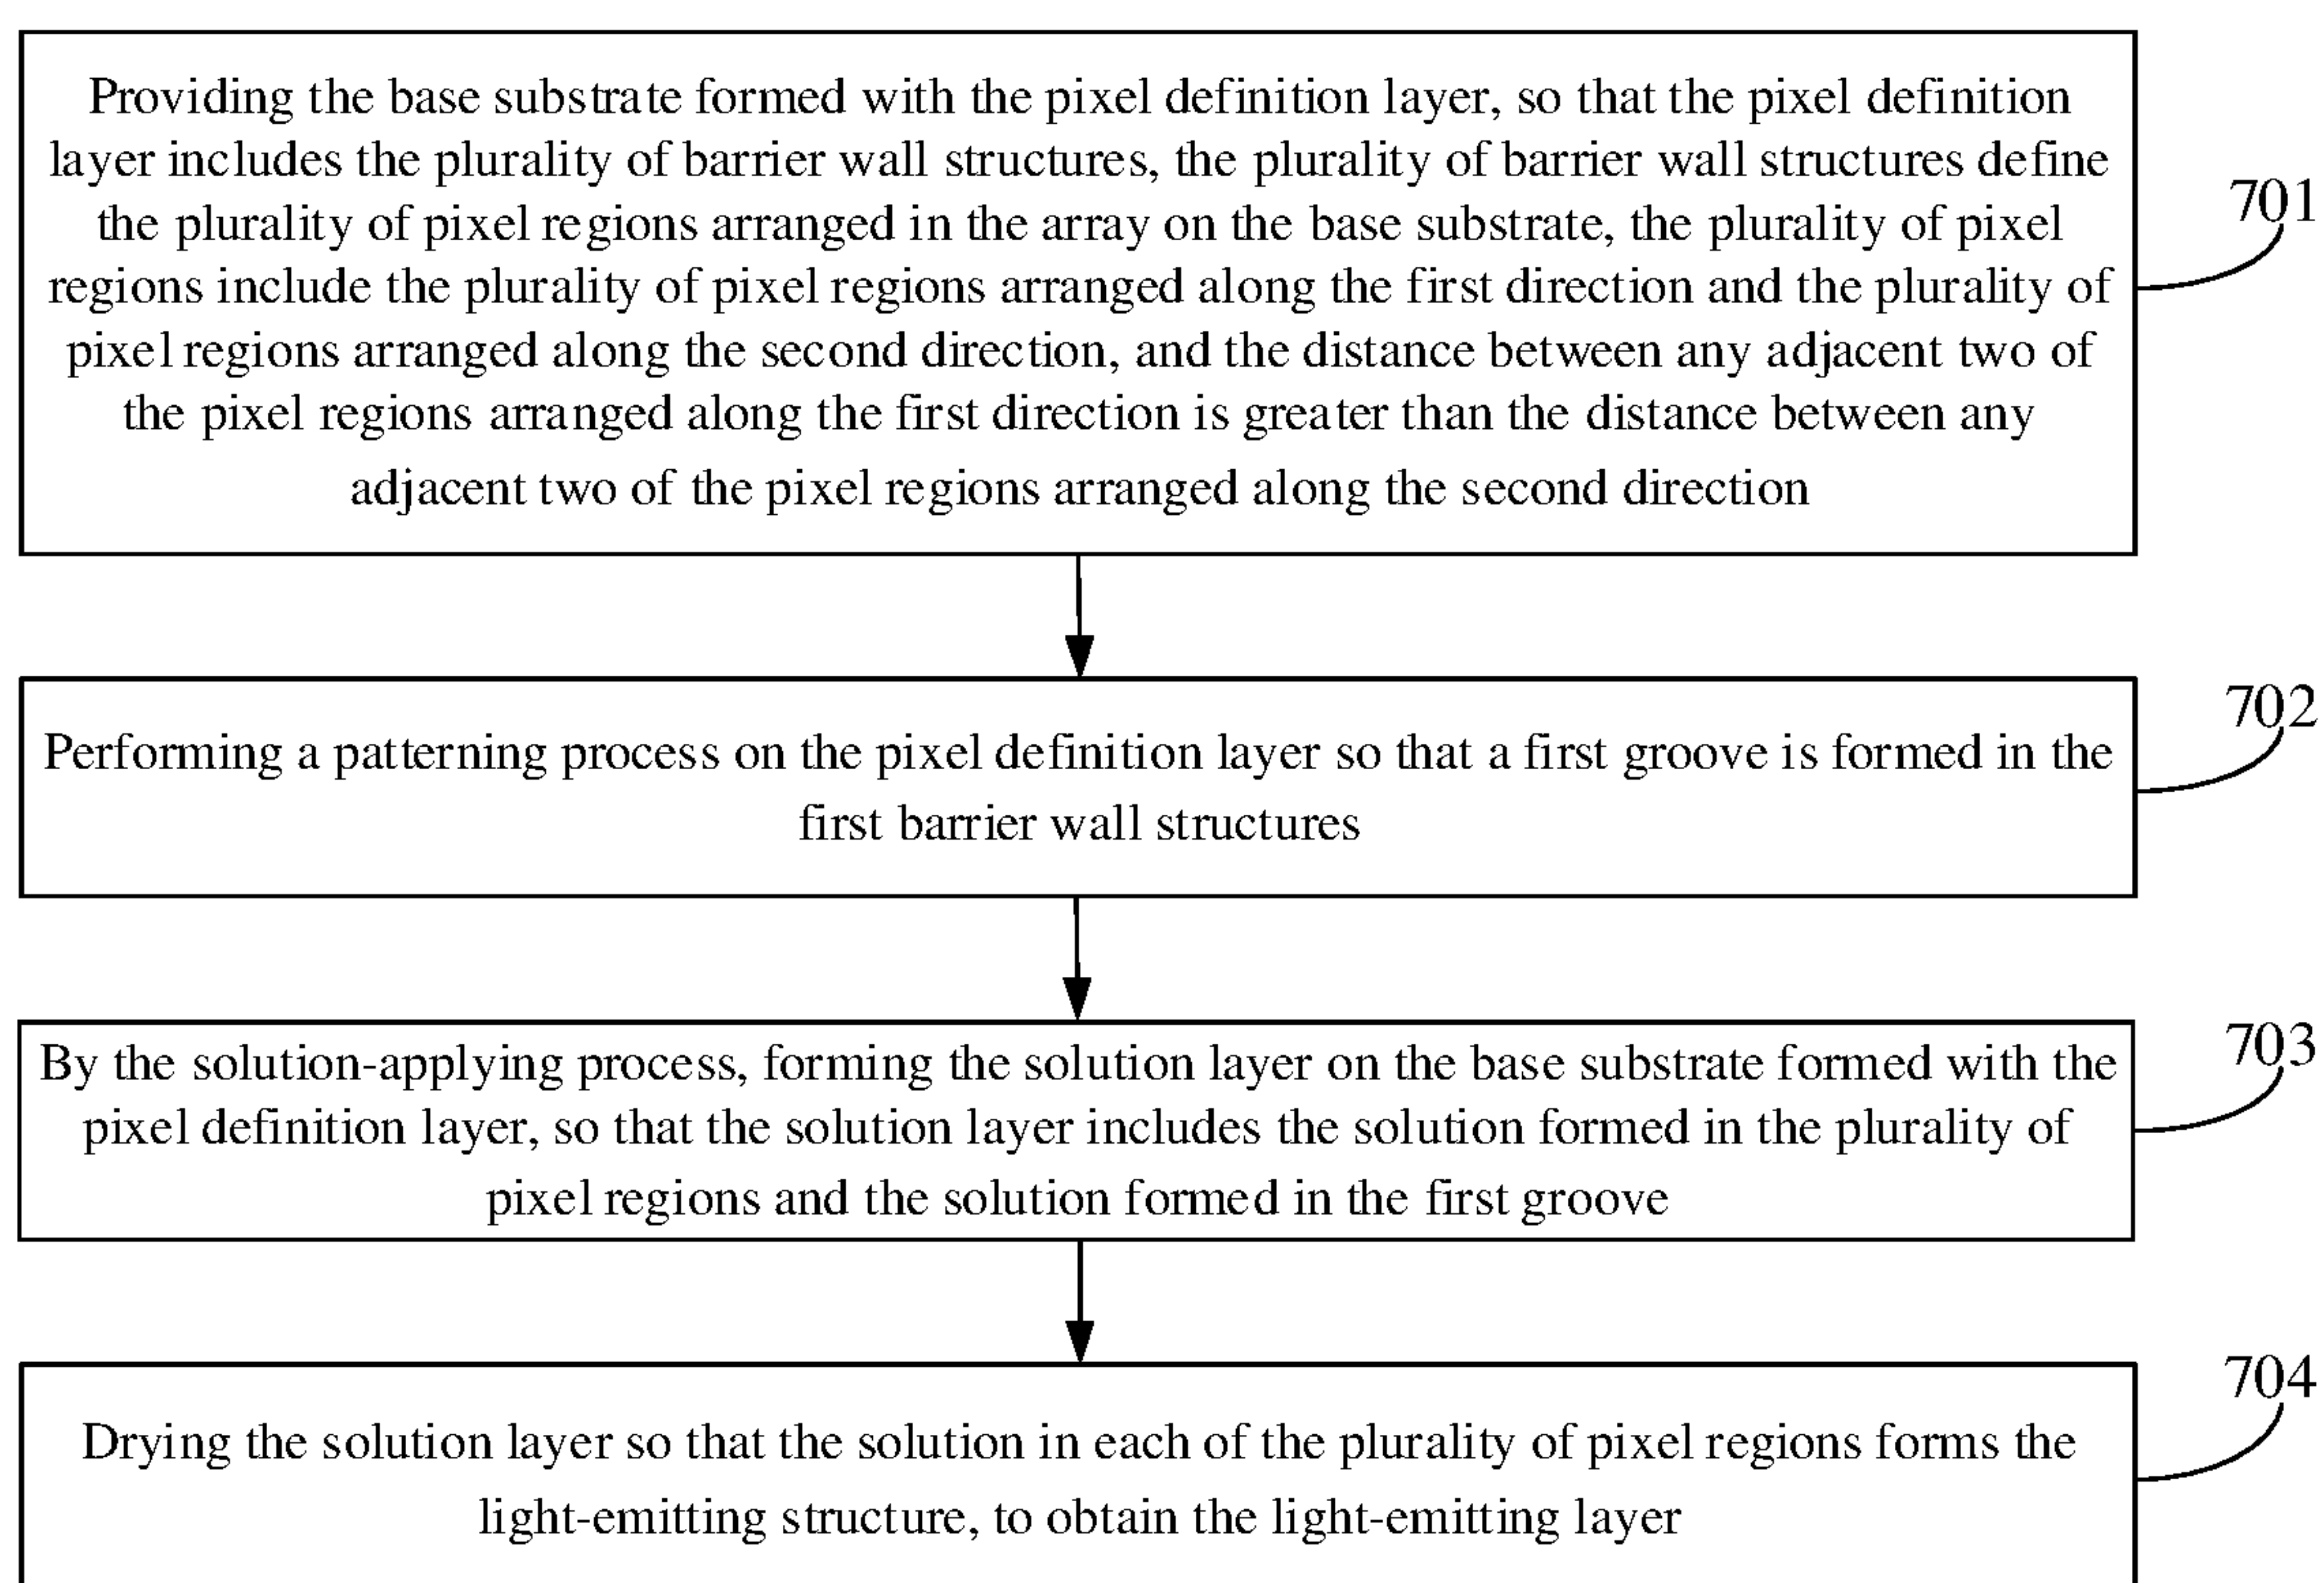 Providing the base substrate formed with the pixel definition layer, so that the pixel definition
layer includes the plurality of barrier wall structures, the plurality of barrier wall structures define
the plurality of pixel regions arranged in the array on the base substrate, the plurality of pixel
regions include the plurality of pixel regions arranged along the first direction and the plurality of
pixel regions arranged along the second direction, and the distance between any adjacent two of
the pixel regions arranged along the first direction is greater than the distance between any
adjacent two of the pixel regions arranged along the second direction
701
Performing a patterning process on the pixel definition layer so that a first groove is formed in the
first barrier wall structures
702
By the solution-applying process, forming the solution layer on the base substrate formed with the
pixel definition layer, so that the solution layer includes the solution formed in the plurality of
pixel regions and the solution formed in the first groove
703
Drying the solution layer so that the solution in each of the plurality of pixel regions forms the
light-emitting structure, to obtain the light-emitting layer
704